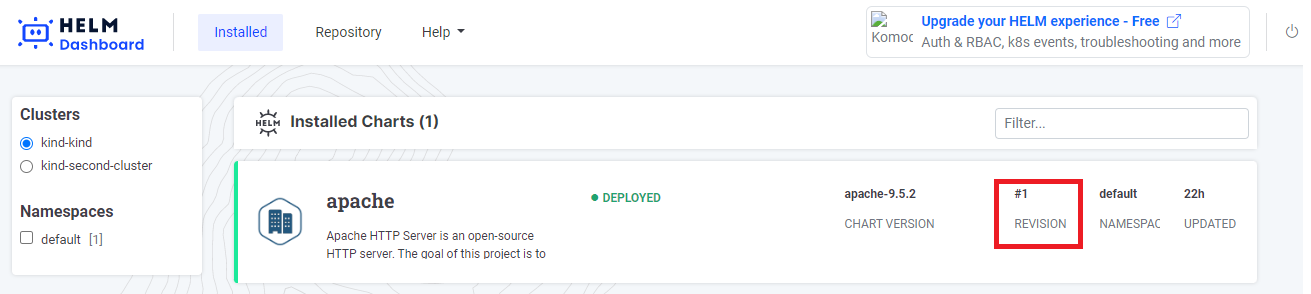 HELM
Dashboard
Installed
Repository
Help
Komod
Upgrade your HELM experience - Free
Auth & RBAC, k8s events, troubleshooting and more
Clusters
kind-kind
kind-second-cluster
Namespaces
default [1]
HELM
Installed Charts (1)
Filter...
apache
Apache HTTP Server is an open-source
HTTP server. The goal of this project is to
DEPLOYED
apache-9.5.2
CHART VERSION
#1
REVISION
default
NAMESPAC
22h
UPDATED